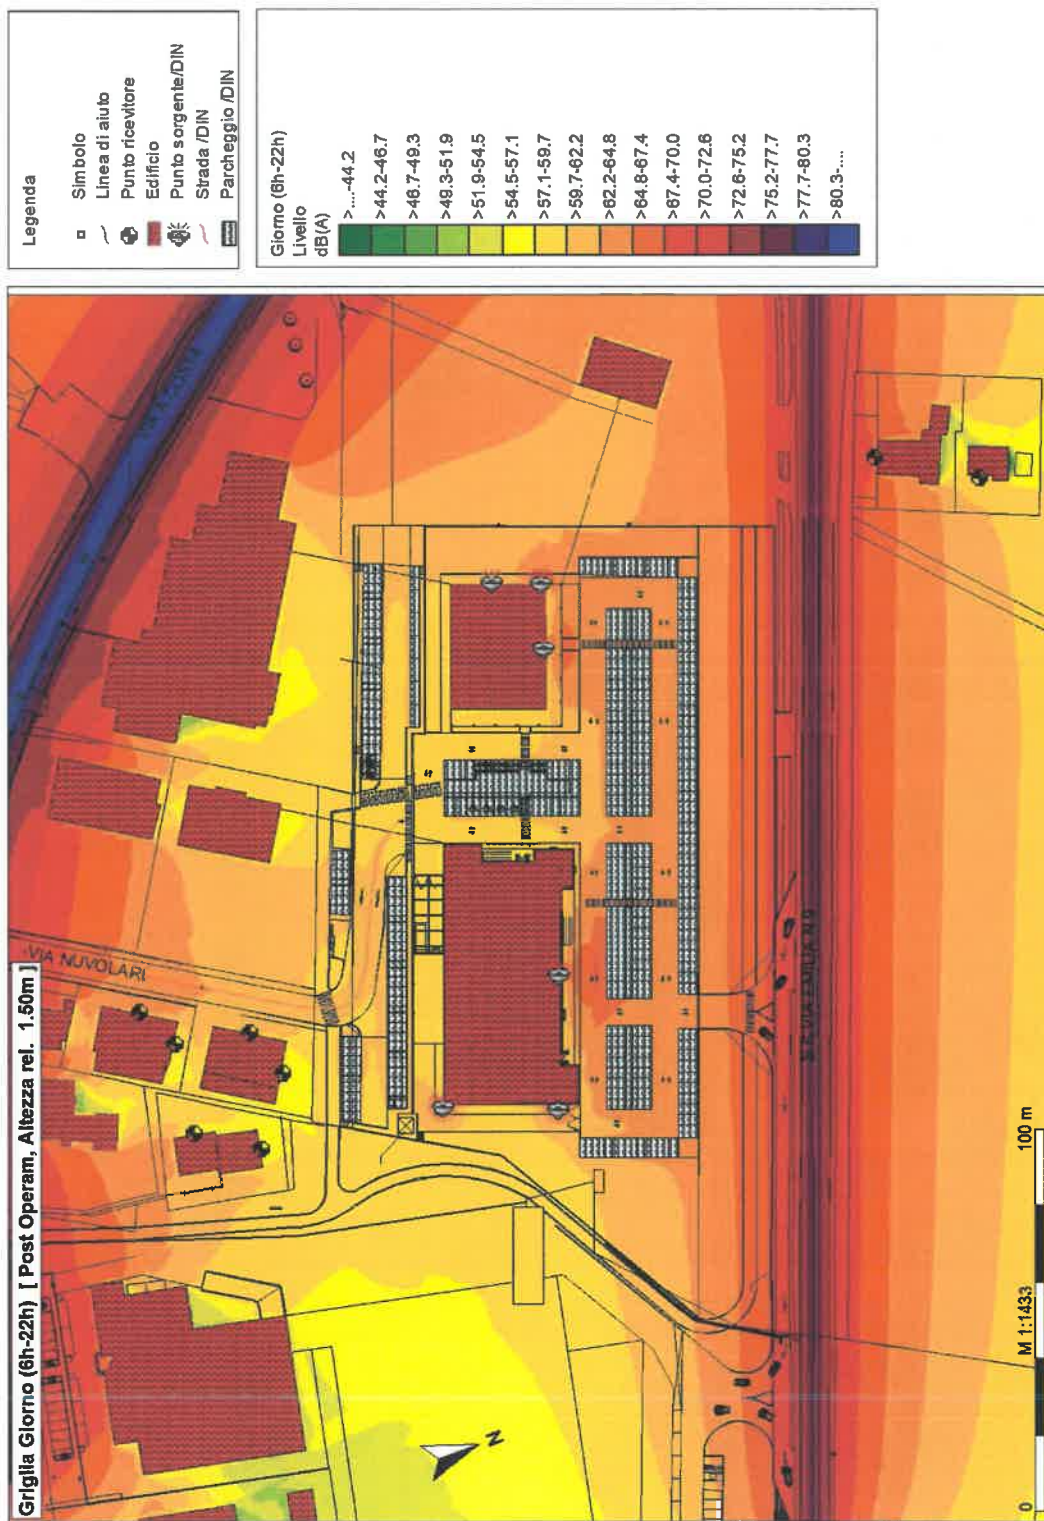 Griglia Giorno (6h-22h) [ Post Operam, Altezza rel. 1.50m ]
VIA NUVOLARI
N
0
M 1:1433
100 m
Legenda
Simbolo
Linea di aiuto
Punto ricevitore
Edificio
Punto sorgente/DIN
Strada /DIN
Parcheggio /DIN
Giorno (6h-22h)
Livello
dB(A)
>....-44.2
>44.2-46.7
>46.7-49.3
>49.3-51.9
>51.9-54.5
>54.5-57.1
>57.1-59.7
>59.7-62.2
>62.2-64.8
>64.8-67.4
>67.4-70.0
>70.0-72.6
>72.6-75.2
>75.2-77.7
>77.7-80.3
>80.3-....